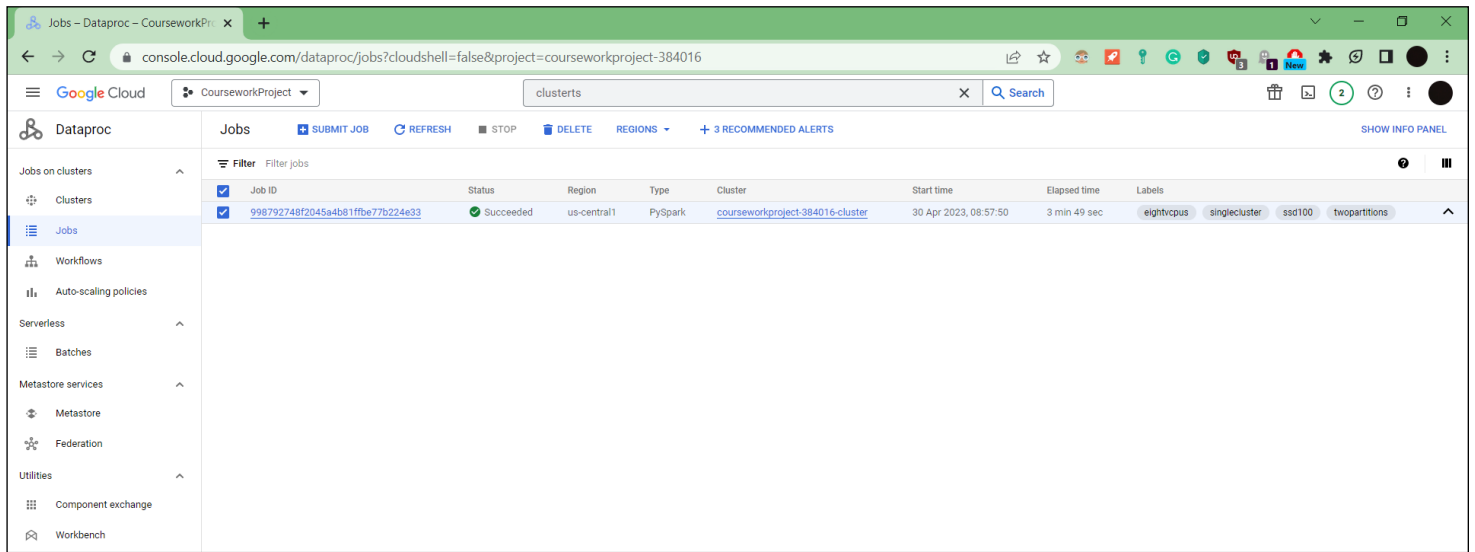 Jobs – Dataproc – CourseworkPro
console.cloud.google.com/dataproc/jobs?cloudshell=false&project=courseworkproject-384016
3
1
New
Google Cloud
CourseworkProject
clusterts
Search
2
Dataproc
Jobs
SUBMIT JOB
REFRESH
STOP
DELETE
REGIONS
+ 3 RECOMMENDED ALERTS
SHOW INFO PANEL
Jobs on clusters
Clusters
Jobs
Workflows
Auto-scaling policies
Serverless
Batches
Metastore services
Metastore
Federation
Utilities
Component exchange
Workbench
Filter Filter jobs
Job ID Status Region Type Cluster Start time Elapsed time Labels
998792748f2045a4b81ffbe77b224e33 Succeeded us-central1 PySpark courseworkproject-384016-cluster 30 Apr 2023, 08:57:50 3 min 49 sec eightvcpus singlecluster ssd100 twopartitions